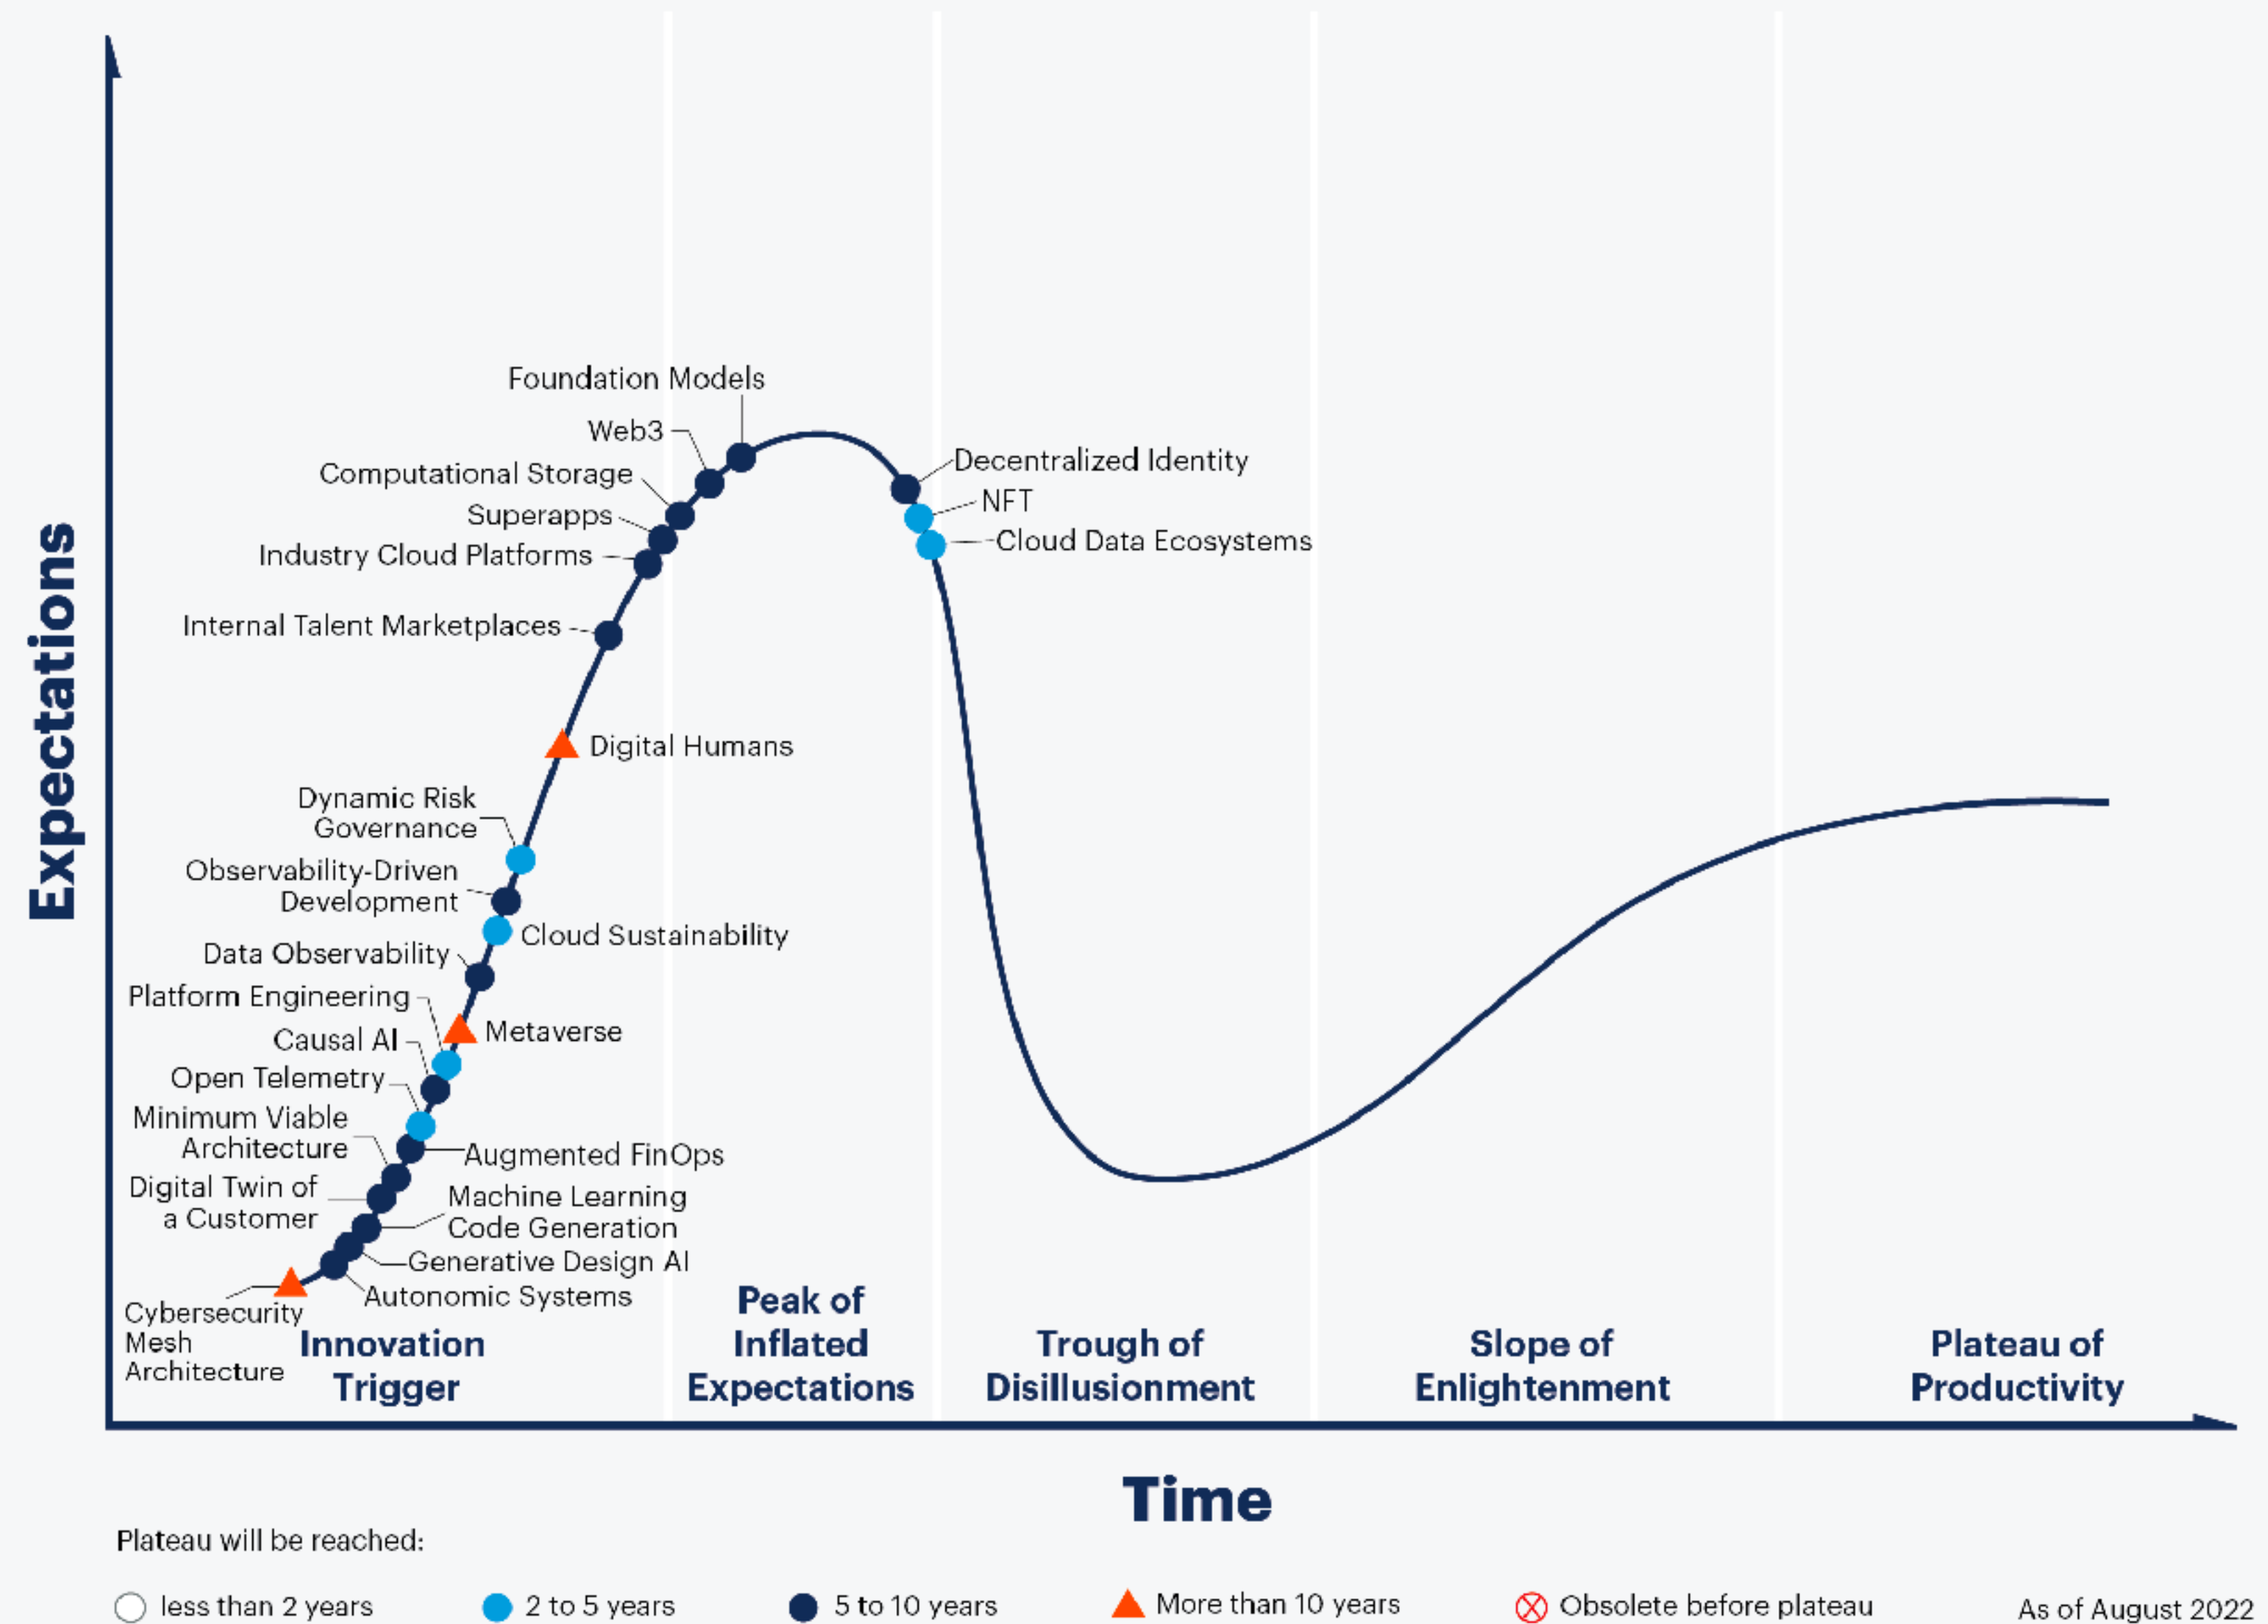 Expectations
Foundation Models
Web3
Computational Storage
Superapps
Industry Cloud Platforms
Internal Talent Marketplaces
Digital Humans
Dynamic Risk
Governance
Observability-Driven
Development
Cloud Sustainability
Data Observability
Platform Engineering
Metaverse
Causal AI
Open Telemetry
Minimum Viable
Architecture
Augmented FinOps
Digital Twin of
a Customer
Machine Learning
Code Generation
Generative Design AI
Autonomic Systems
Cybersecurity
Mesh
Architecture
Decentralized Identity
NFT
Cloud Data Ecosystems
Innovation
Trigger
Peak of
Inflated
Expectations
Trough of
Disillusionment
Slope of
Enlightenment
Plateau of
Productivity
Time
Plateau will be reached:
less than 2 years
2 to 5 years
5 to 10 years
More than 10 years
Obsolete before plateau
As of August 2022